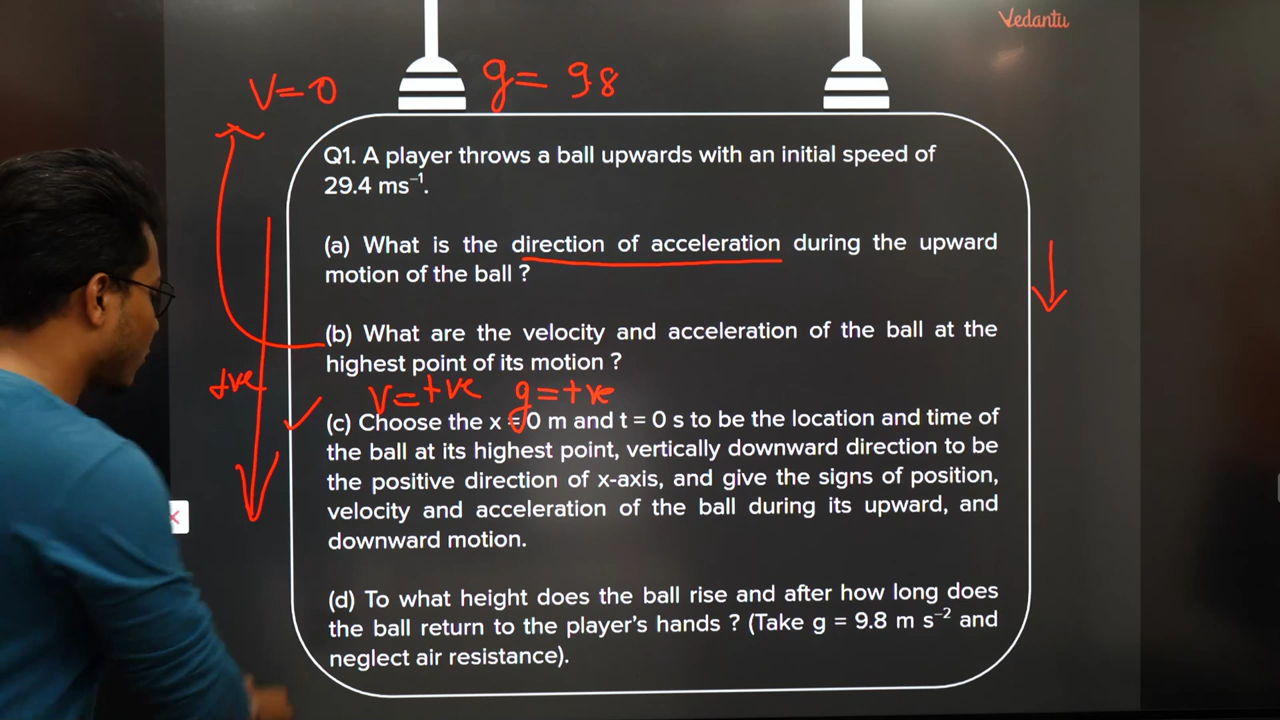 Vedantu
V=0
g= 98
Q1. A player throws a ball upwards with an initial speed of
29.4 ms⁻¹.
(a) What is the direction of acceleration during the upward
motion of the ball ?
(b) What are the velocity and acceleration of the ball at the
highest point of its motion ?
+ve
V=+ve g=+ve
(c) Choose the x = 0 m and t = 0 s to be the location and time of
the ball at its highest point, vertically downward direction to be
the positive direction of x-axis, and give the signs of position,
velocity and acceleration of the ball during its upward, and
downward motion.
(d) To what height does the ball rise and after how long does
the ball return to the player's hands ? (Take g = 9.8 m s⁻² and
neglect air resistance).